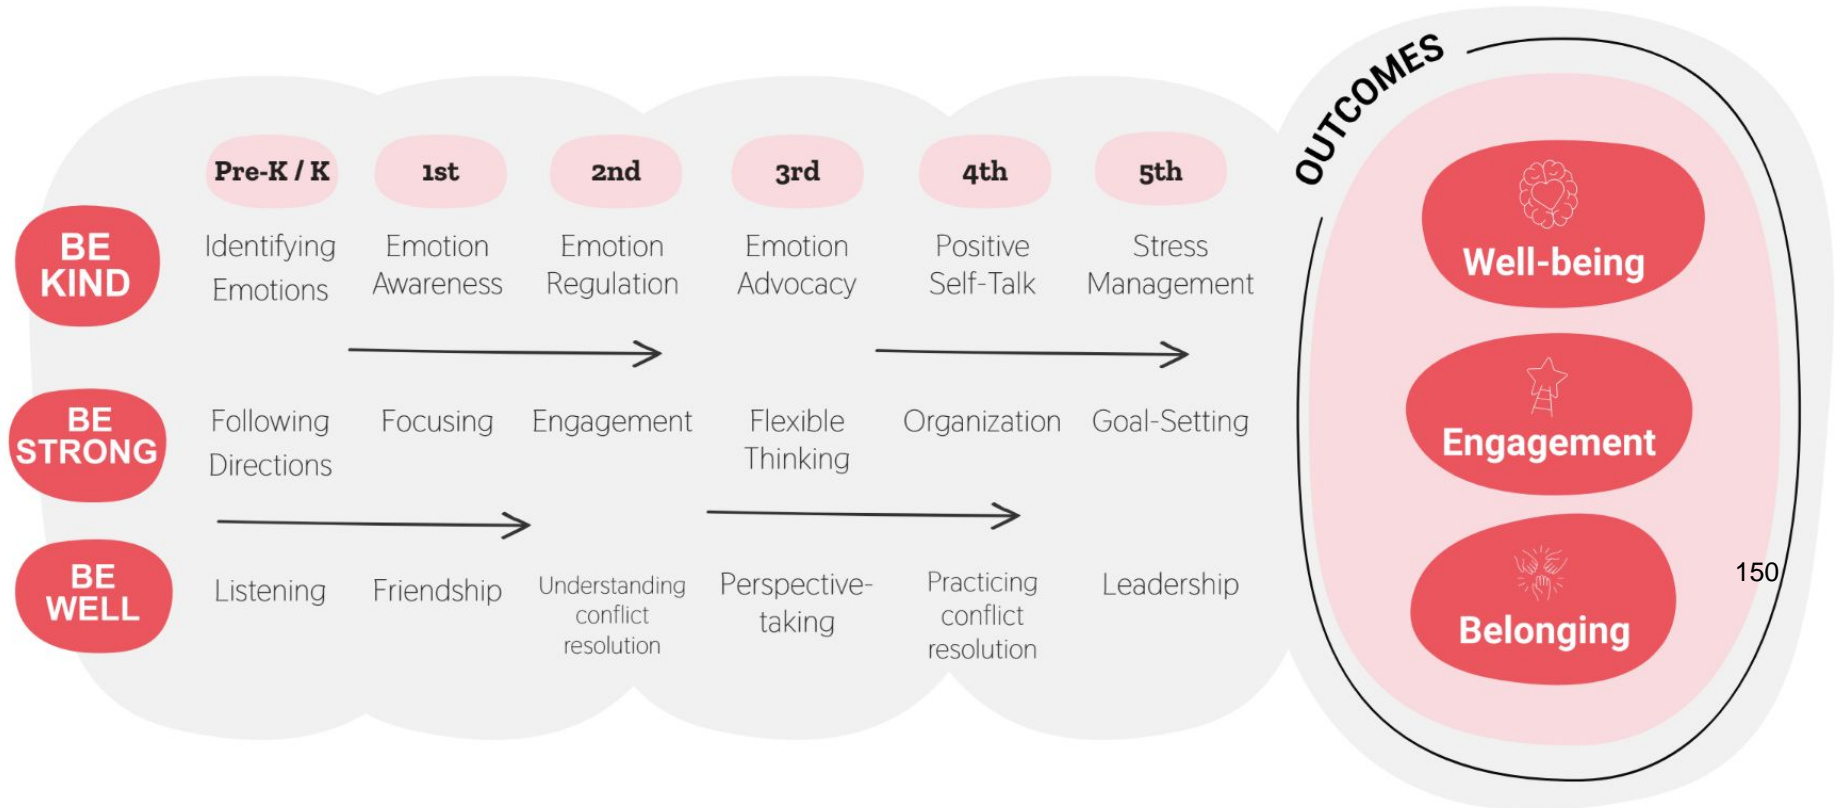 OUTCOMES
Pre-K / K
1st
2nd
3rd
4th
5th
BE
KIND
Identifying
Emotions
Emotion
Awareness
Emotion
Regulation
Emotion
Advocacy
Positive
Self-Talk
Stress
Management
Well-being
BE
STRONG
Following
Directions
Focusing
Engagement
Flexible
Thinking
Organization
Goal-Setting
Engagement
BE
WELL
Listening
Friendship
Understanding
conflict
resolution
Perspective-
taking
Practicing
conflict
resolution
Leadership
Belonging
150